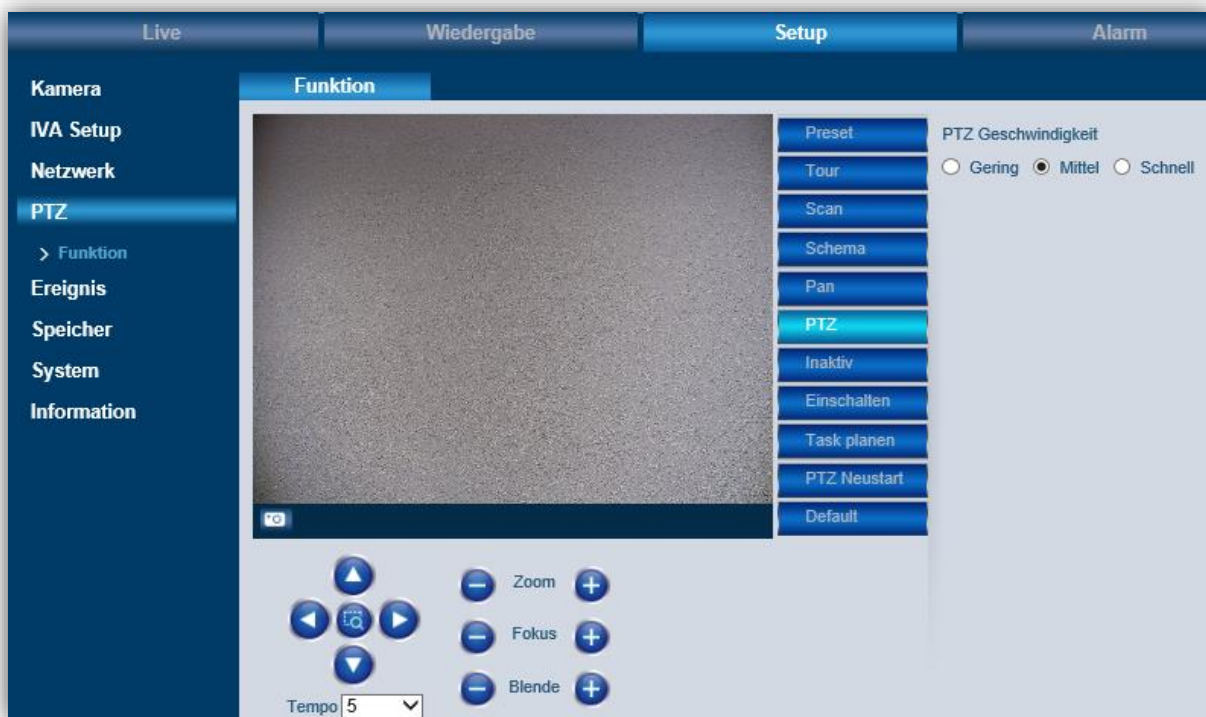 Live Wiedergabe Setup Alarm
Kamera
IVA Setup
Netzwerk
PTZ
Funktion
Ereignis
Speicher
System
Information
Funktion
Preset
Tour
Scan
Schema
Pan
PTZ
Inaktiv
Einschalten
Task planen
PTZ Neustart
Default
PTZ Geschwindigkeit
Gering Mittel Schnell
Zoom
Fokus
Blende
Tempo 5